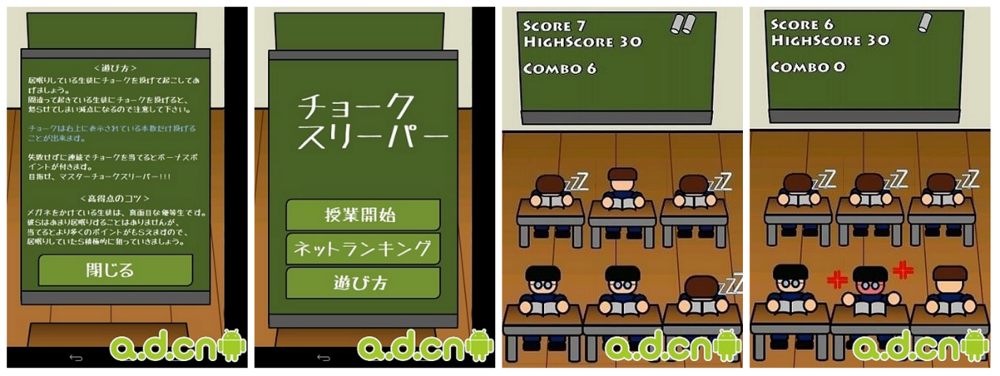 <遊び方>
居眠りしている生徒にチョークを投げて起こしてあ
げましょう。
間違って起きている生徒にチョークを投げると、
怒らせてしまい減点になるので注意して下さい。
チョークは右上に表示されている本数だけ投げる
ことが出来ます。
失敗せずに連続でチョークを当てるとボーナスポ
イントが付きます。
目指せ、マスターチョークスリーパー!!!
<高得点のコツ>
メガネをかけている生徒は、真面目な優等生です。
彼らはあまり居眠りすることはありませんが、
当てるとより多くのポイントがもらえますので、
居眠りしていたら積極的に狙っていきましょう。
閉じる
a.d.cn
チョーク
スリーパー
授業開始
ネットランキング
遊び方
a.d.cn
SCORE 7
HIGHSCORE 30
COMBO 6
zZZ
zZZ
zZZ
a.d.cn
SCORE 6
HIGHSCORE 30
COMBO 0
zZZ
zZZ
zZZ
a.d.cn